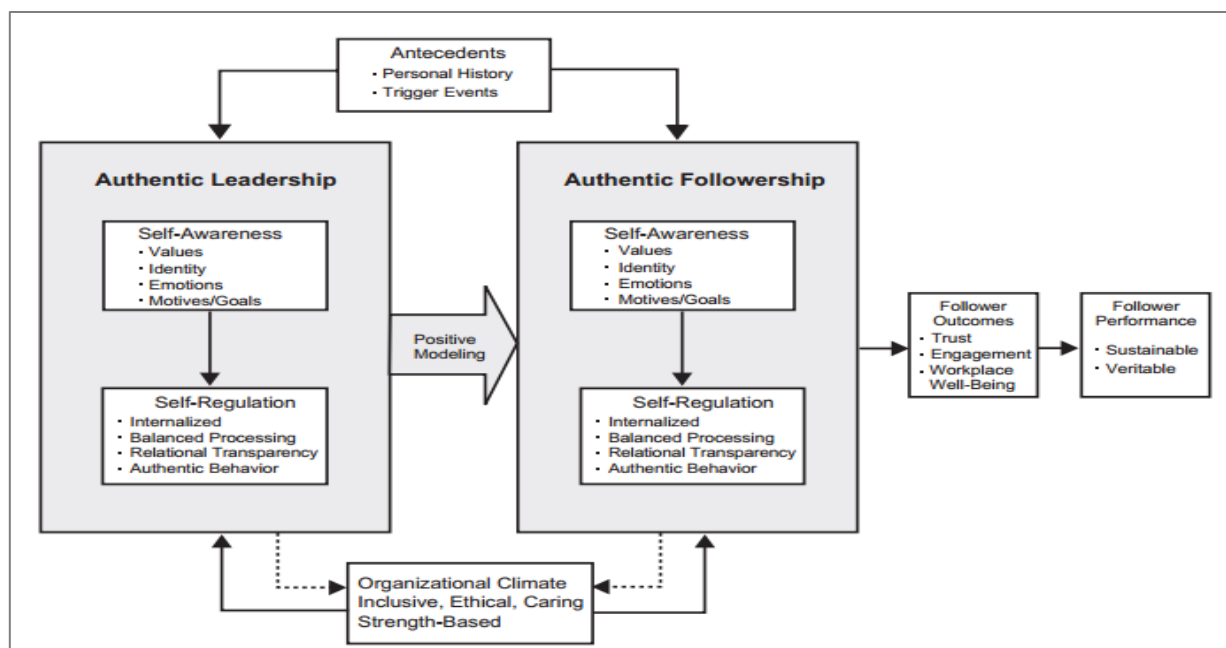 Antecedents
· Personal History
· Trigger Events
Authentic Leadership
Self-Awareness
· Values
· Identity
· Emotions
· Motives/Goals
Self-Regulation
· Internalized
· Balanced Processing
· Relational Transparency
· Authentic Behavior
Positive
Modeling
Authentic Followership
Self-Awareness
· Values
· Identity
· Emotions
· Motives/Goals
Self-Regulation
· Internalized
· Balanced Processing
· Relational Transparency
· Authentic Behavior
Follower
Outcomes
· Trust
· Engagement
· Workplace
Well-Being
Follower
Performance
· Sustainable
· Veritable
Organizational Climate
Inclusive, Ethical, Caring
Strength-Based